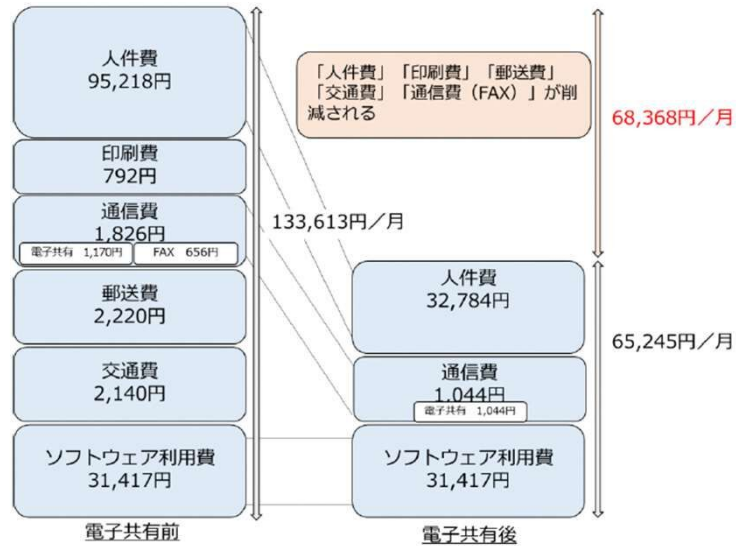 人件費
95,218円
印刷費
792円
通信費
1,826円
電子共有 1,170円
FAX 656円
郵送費
2,220円
交通費
2,140円
ソフトウェア利用費
31,417円
電子共有前
133,613円／月
「人件費」「印刷費」「郵送費」
「交通費」「通信費（FAX）」が削
減される
68,368円／月
人件費
32,784円
通信費
1,044円
電子共有 1,044円
ソフトウェア利用費
31,417円
電子共有後
65,245円／月